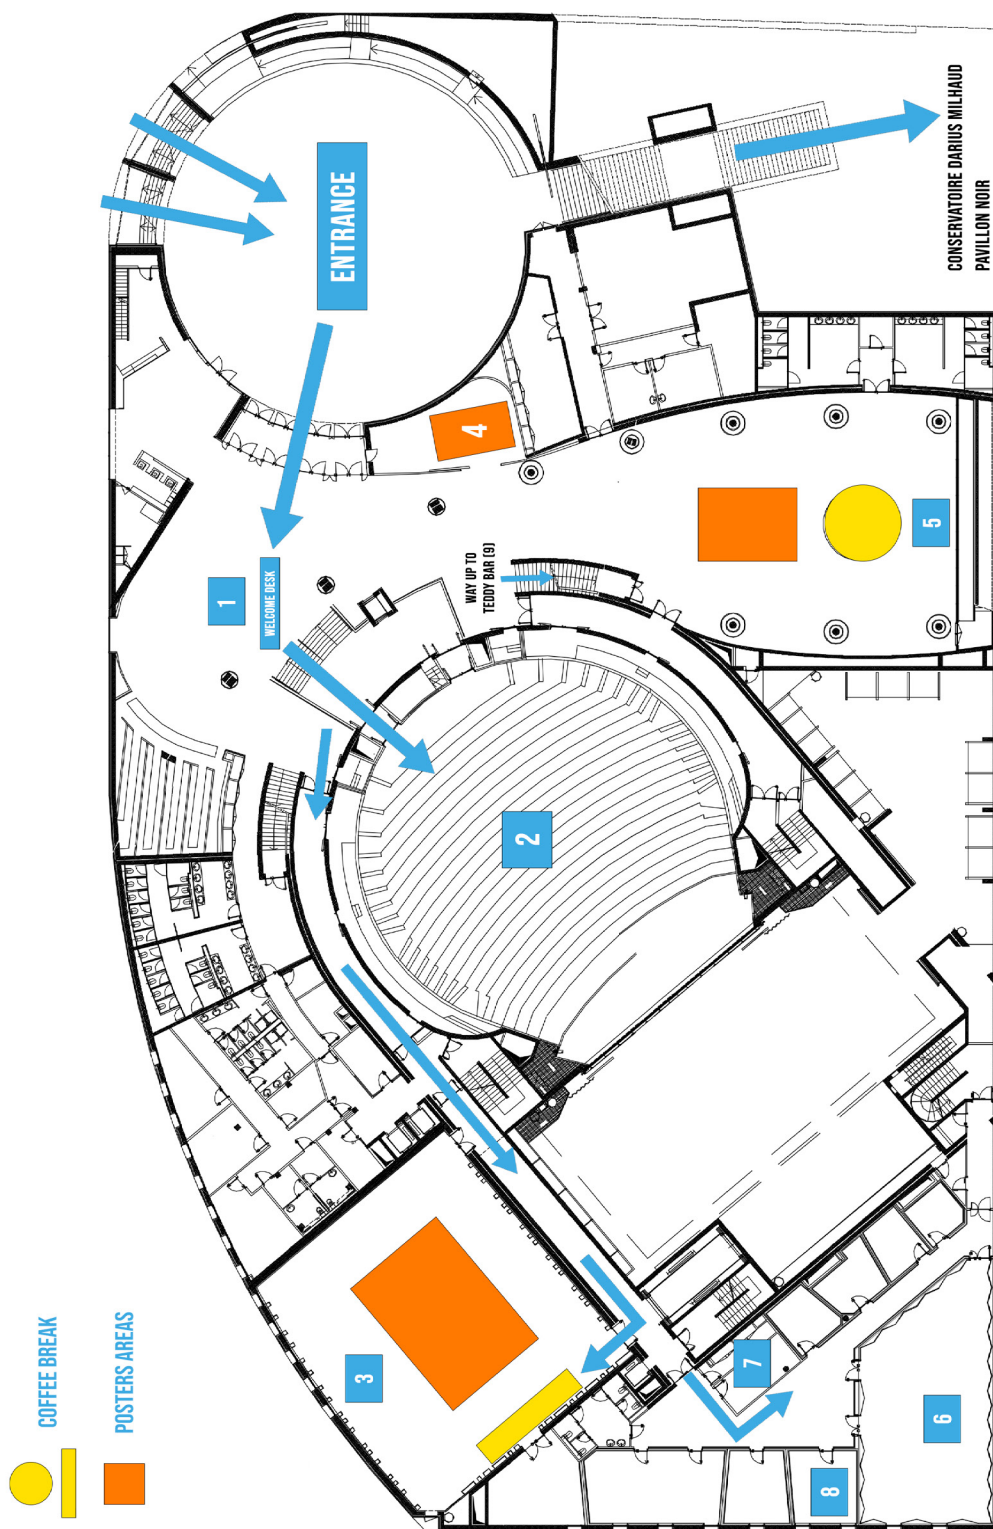 COFFEE BREAK
POSTERS AREAS
ENTRANCE
CONSERVATOIRE DARIUS MILHAUD
PAVILLON NOIR
4
1
WELCOME DESK
WAY UP TO
TEDDY BAR (9)
5
2
3
7
6
8